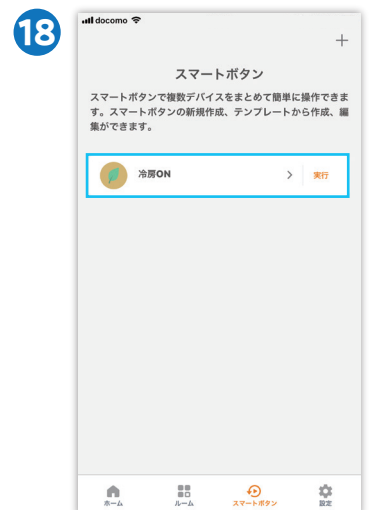 18
docomo
+
スマートボタン
スマートボタンで複数デバイスをまとめて簡単に操作できま
す。スマートボタンの新規作成、テンプレートから作成、編
集ができます。
冷房ON > 実行
ホーム ルーム スマートボタン 設定